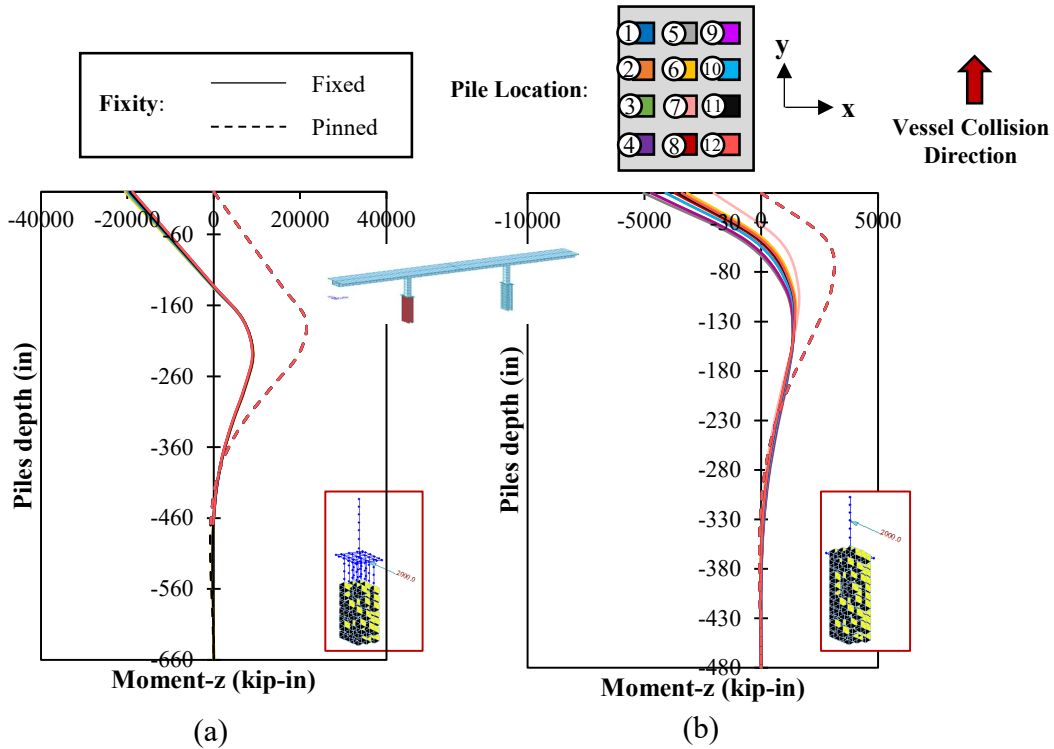 Fixity:
Fixed
Pinned
Pile Location:
1 5 9
2 6 10
3 7 11
4 8 12
y
x
Vessel Collision
Direction
-40000 -20000 0 20000 40000
-60
-160
-260
-360
-460
-560
-660
Piles depth (in)
2000.0
Moment-z (kip-in)
(a)
-10000 -5000 0 5000
-30
-80
-130
-180
-230
-280
-330
-380
-430
-480
Piles depth (in)
2000.0
Moment-z (kip-in)
(b)